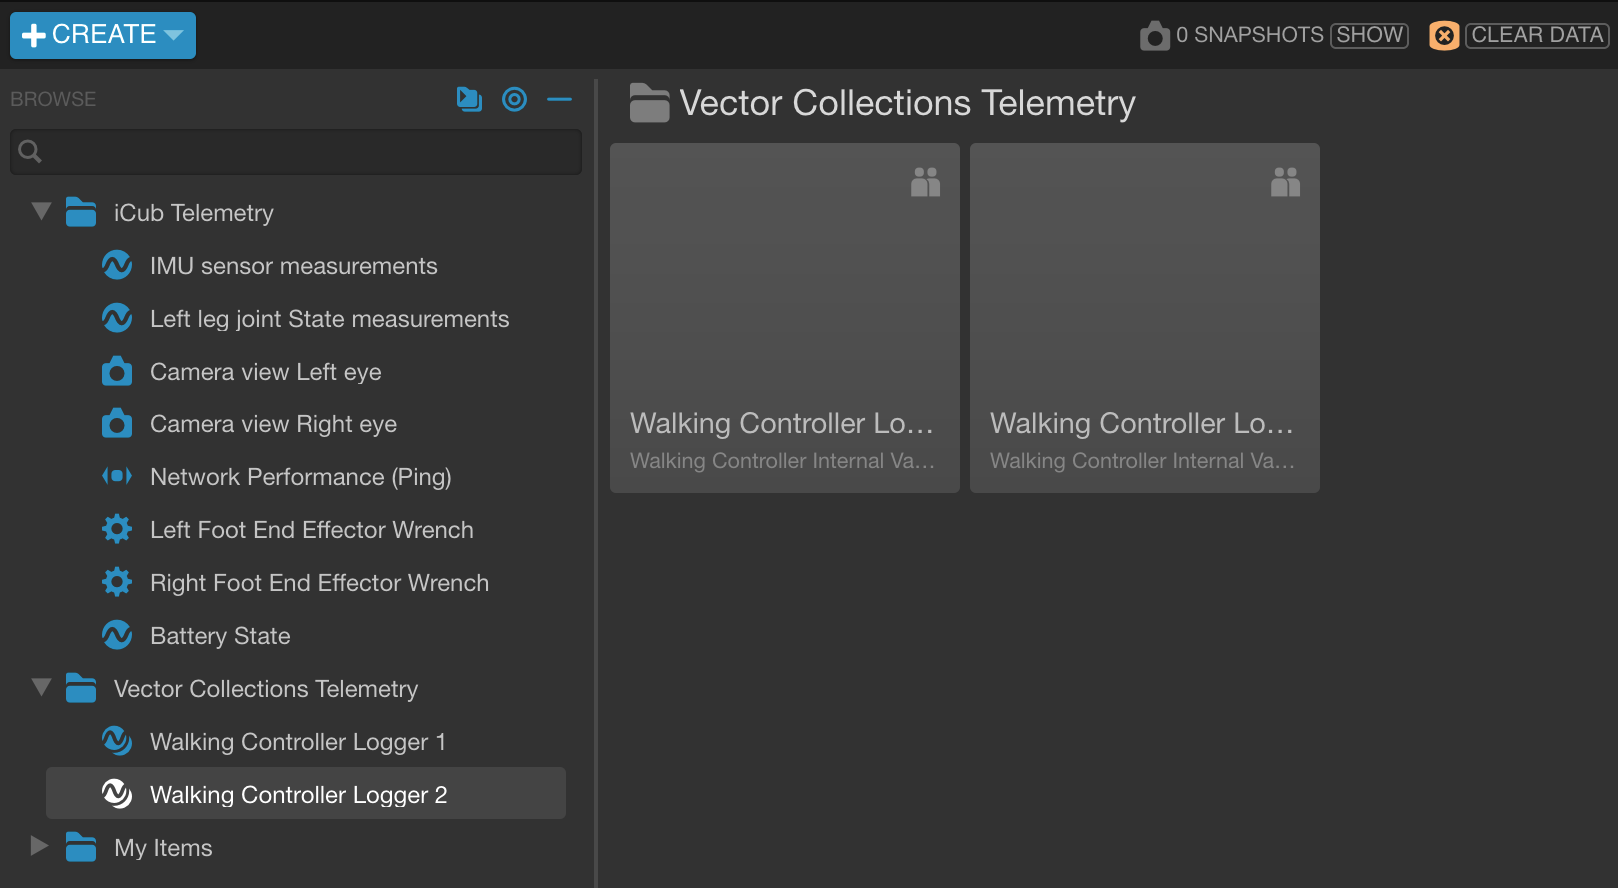 CREATE
0 SNAPSHOTS SHOW
CLEAR DATA
BROWSE
iCub Telemetry
IMU sensor measurements
Left leg joint State measurements
Camera view Left eye
Camera view Right eye
Network Performance (Ping)
Left Foot End Effector Wrench
Right Foot End Effector Wrench
Battery State
Vector Collections Telemetry
Walking Controller Logger 1
Walking Controller Logger 2
My Items
Vector Collections Telemetry
Walking Controller Lo...
Walking Controller Internal Va...
Walking Controller Lo...
Walking Controller Internal Va...